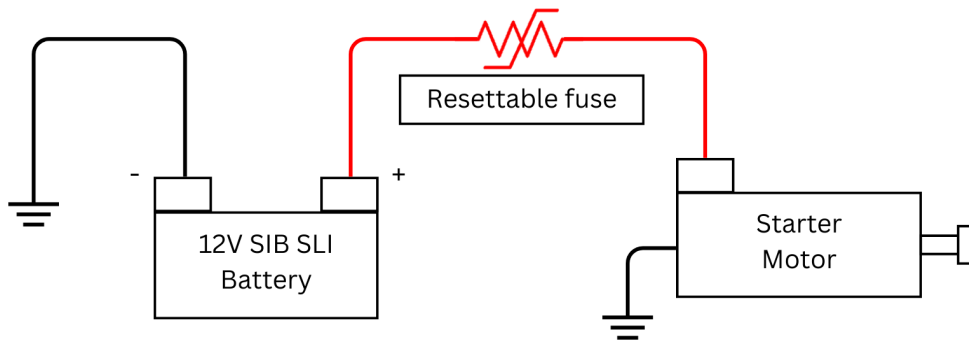 Resettable fuse
-
+
12V SIB SLI
Battery
Starter
Motor